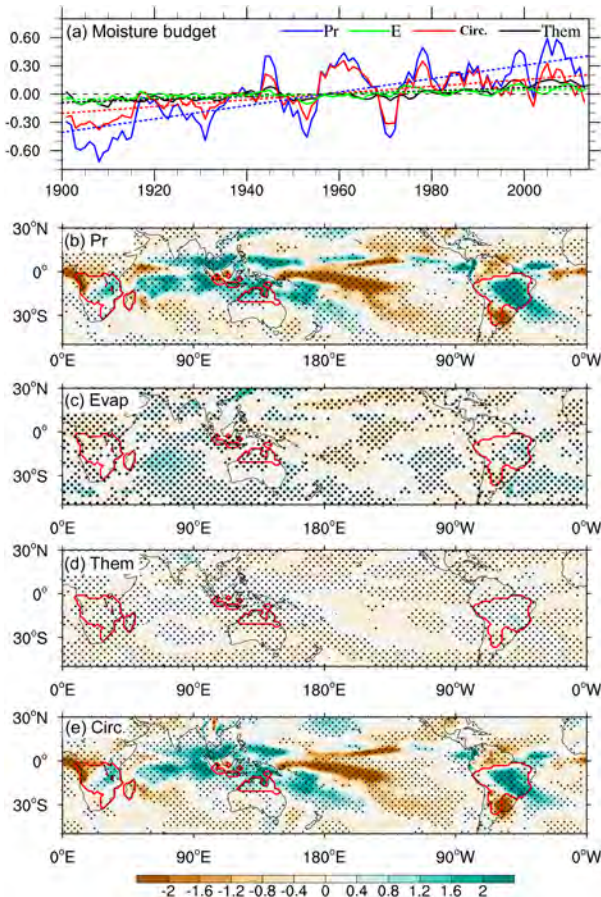 (a) Moisture budget Pr E Circ. Them
0.60
0.30
0.00
-0.30
-0.60
1900 1920 1940 1960 1980 2000
30°N
(b) Pr
0°
30°S
0°E 90°E 180°E 90°W 0°W
30°N
(c) Evap
0°
30°S
0°E 90°E 180°E 90°W 0°W
30°N
(d) Them
0°
30°S
0°E 90°E 180°E 90°W 0°W
30°N
(e) Circ.
0°
30°S
0°E 90°E 180°E 90°W 0°W
-2 -1.6 -1.2 -0.8 -0.4 0 0.4 0.8 1.2 1.6 2